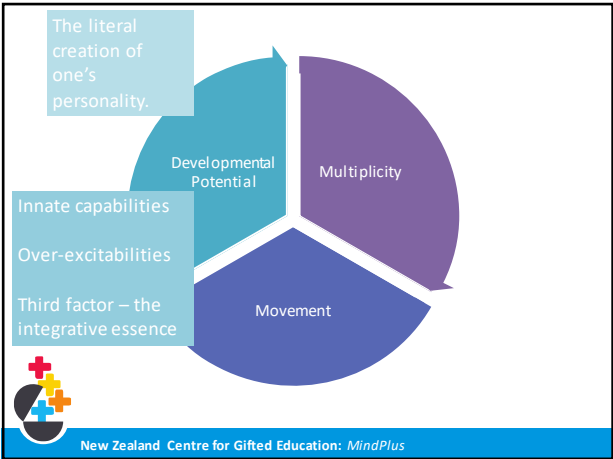 The literal
creation of
one's
personality.
Developmental
Potential
Multiplicity
Innate capabilities
Over-excitabilities
Third factor – the
integrative essence
Movement
New Zealand Centre for Gifted Education: MindPlus